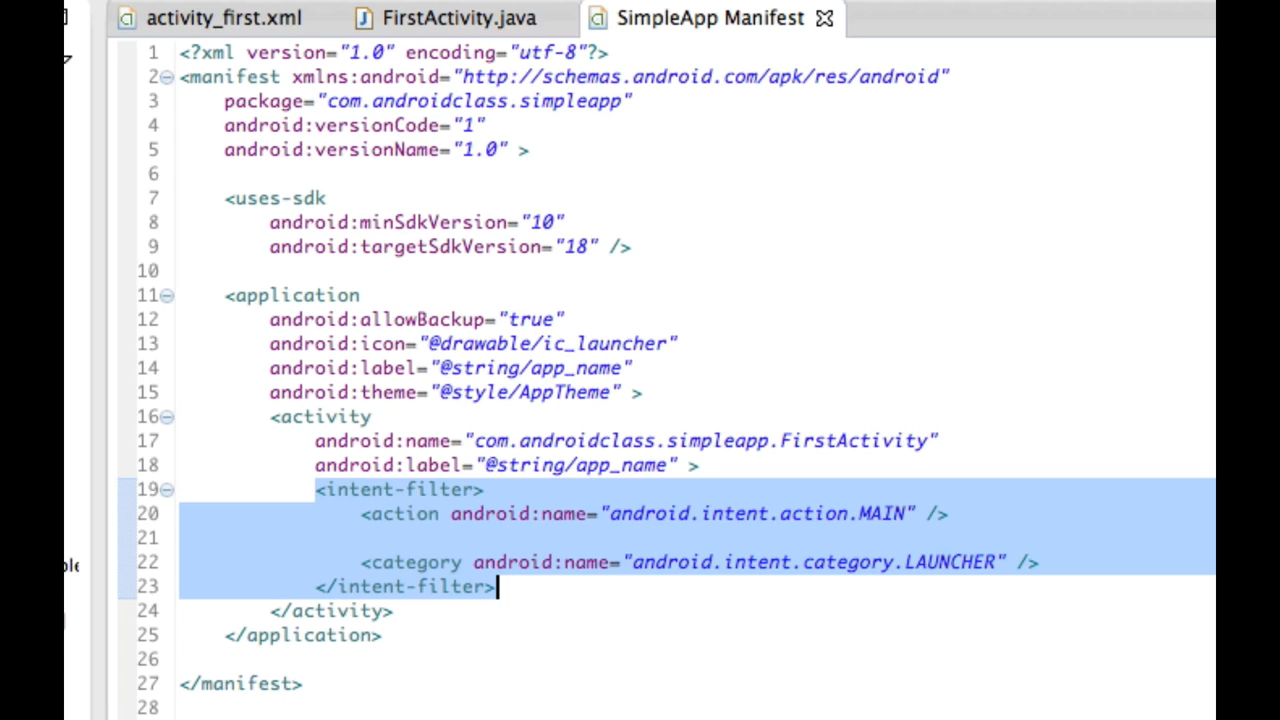 activity_first.xml FirstActivity.java SimpleApp Manifest
1 <?xml version="1.0" encoding="utf-8"?>
2 <manifest xmlns:android="http://schemas.android.com/apk/res/android"
3 package="com.androidclass.simpleapp"
4 android:versionCode="1"
5 android:versionName="1.0" >
6
7 <uses-sdk
8 android:minSdkVersion="10"
9 android:targetSdkVersion="18" />
10
11 <application
12 android:allowBackup="true"
13 android:icon="@drawable/ic_launcher"
14 android:label="@string/app_name"
15 android:theme="@style/AppTheme" >
16 <activity
17 android:name="com.androidclass.simpleapp.FirstActivity"
18 android:label="@string/app_name" >
19 <intent-filter>
20 <action android:name="android.intent.action.MAIN" />
21
22 <category android:name="android.intent.category.LAUNCHER" />
23 </intent-filter>
24 </activity>
25 </application>
26
27 </manifest>
28